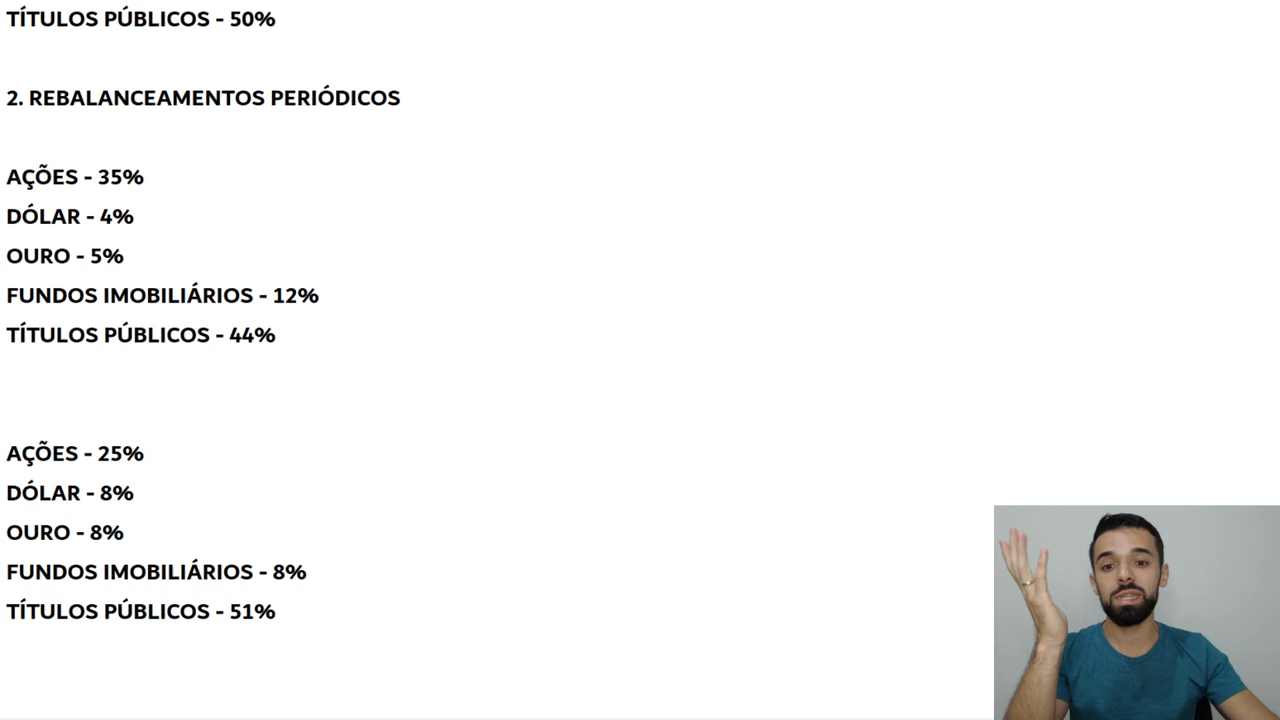 TÍTULOS PÚBLICOS - 50%
2. REBALANCEAMENTOS PERIÓDICOS
AÇÕES - 35%
DÓLAR - 4%
OURO - 5%
FUNDOS IMOBILIÁRIOS - 12%
TÍTULOS PÚBLICOS - 44%
AÇÕES - 25%
DÓLAR - 8%
OURO - 8%
FUNDOS IMOBILIÁRIOS - 8%
TÍTULOS PÚBLICOS - 51%